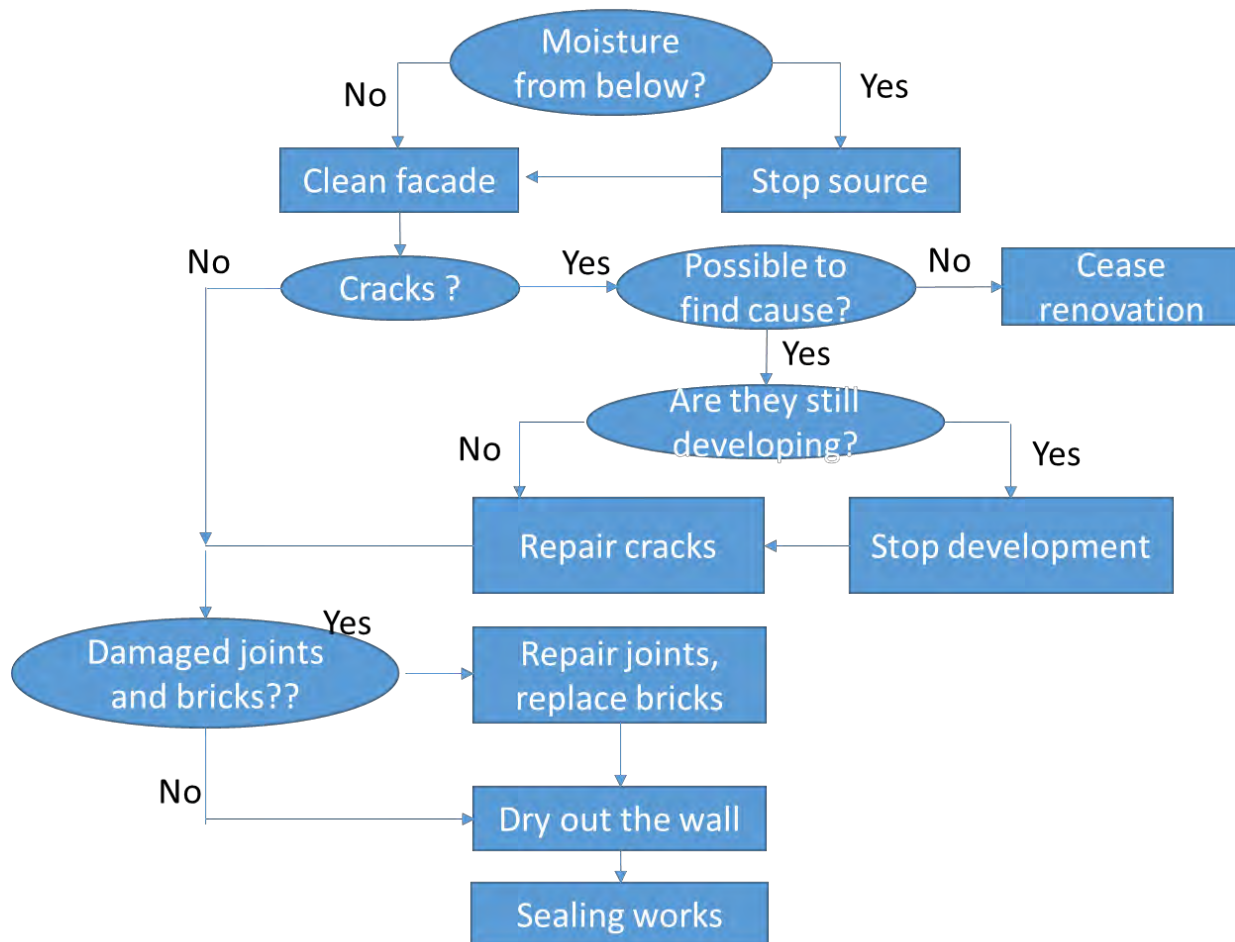 Moisture
from below?
No
Yes
Clean facade
Stop source
No
Cracks ?
Yes
Possible to
find cause?
No
Cease
renovation
Yes
Are they still
developing?
No
Yes
Repair cracks
Stop development
Yes
Damaged joints
and bricks??
Repair joints,
replace bricks
No
Dry out the wall
Sealing works